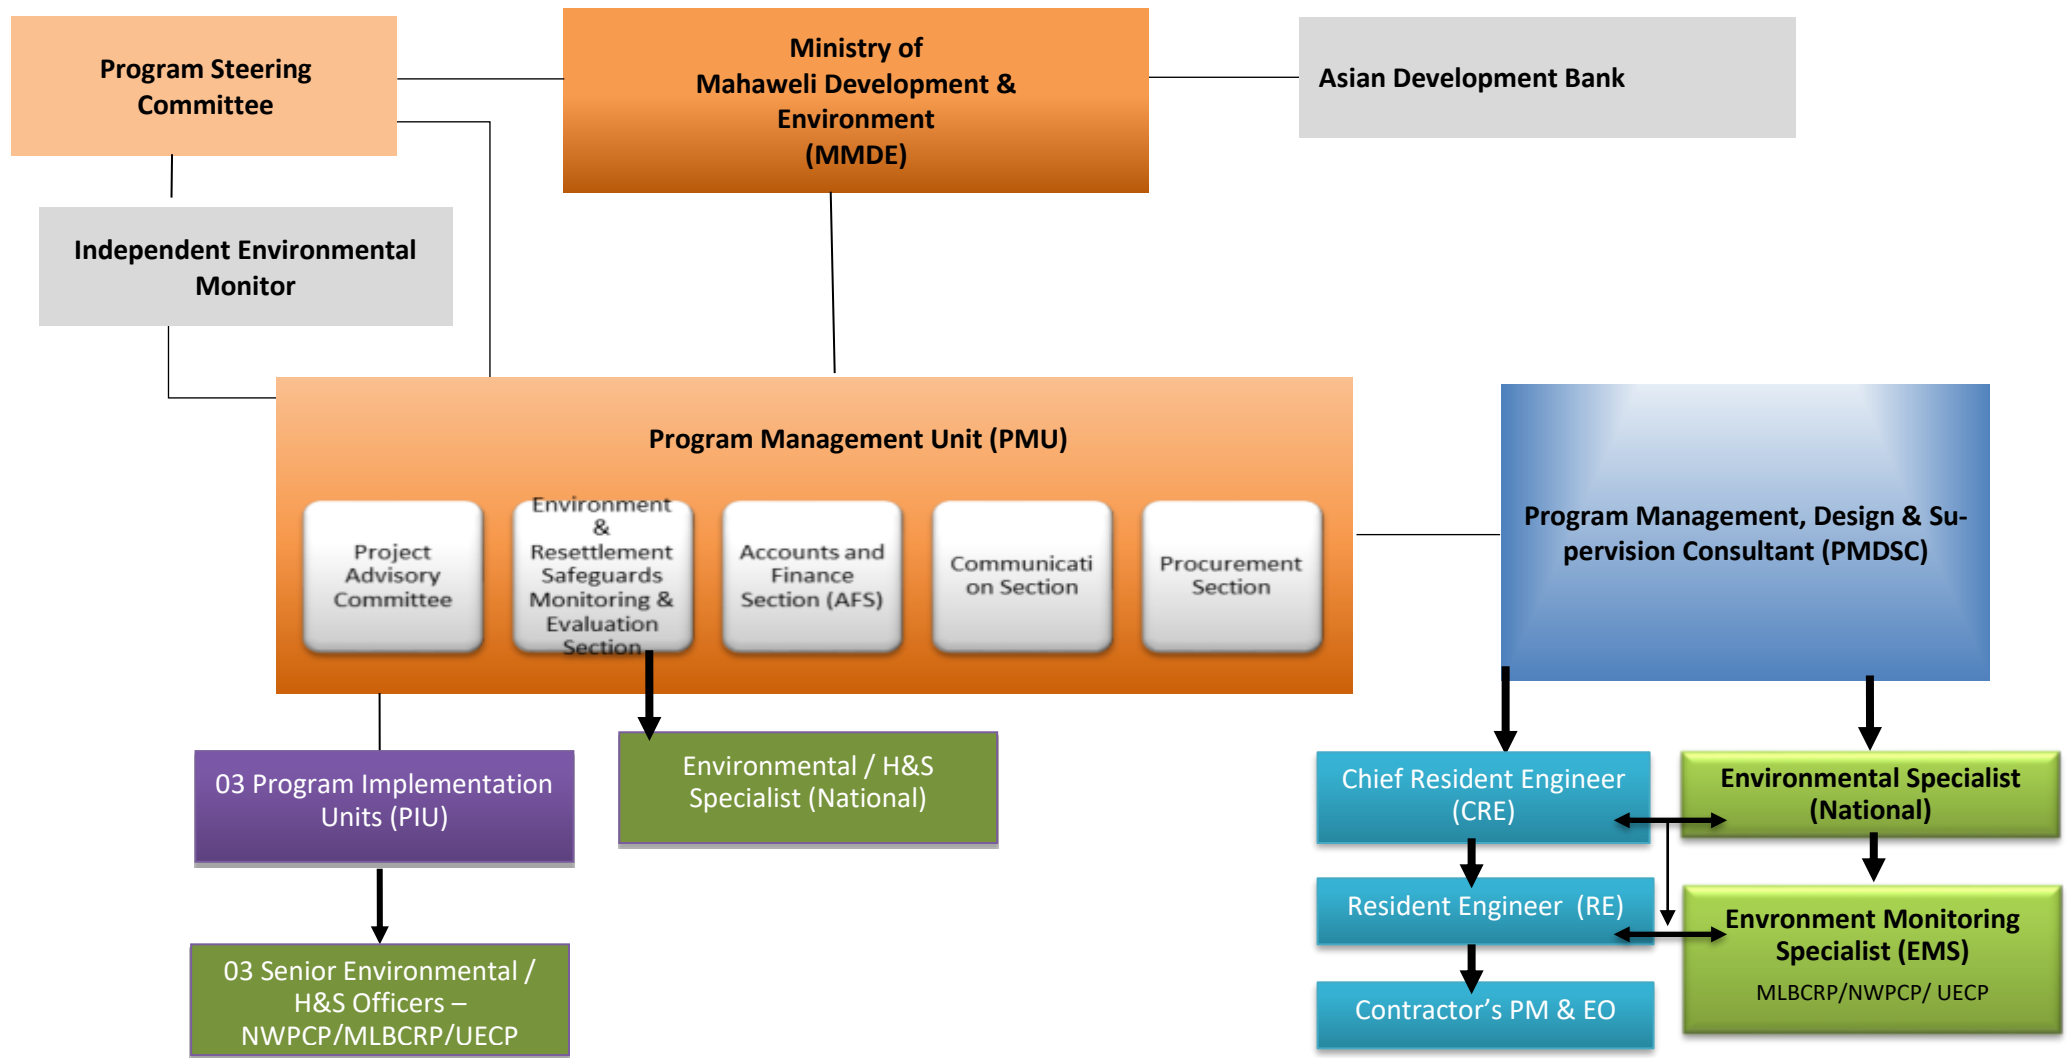 Program Steering
Committee
Ministry of
Mahaweli Development &
Environment
(MMDE)
Asian Development Bank
Independent Environmental
Monitor
Program Management Unit (PMU)
Project
Advisory
Committee
Environment
&
Resettlement
Safeguards
Monitoring &
Evaluation
Section
Accounts and
Finance
Section (AFS)
Communicati
on Section
Procurement
Section
Program Management, Design & Su-
pervision Consultant (PMDSC)
03 Program Implementation
Units (PIU)
Environmental / H&S
Specialist (National)
Chief Resident Engineer
(CRE)
Environmental Specialist
(National)
Resident Engineer  (RE)
Envronment Monitoring
Specialist (EMS)
MLBCRP/NWPCP/ UECP
03 Senior Environmental /
H&S Officers –
NWPCP/MLBCRP/UECP
Contractor’s PM & EO